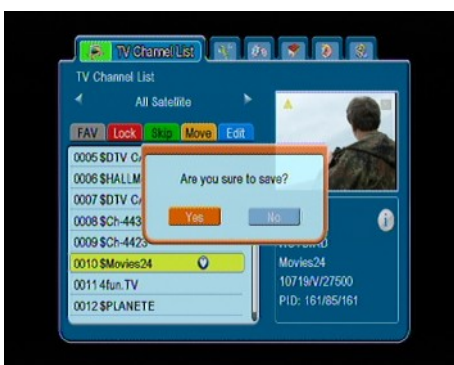 TV Channel List
TV Channel List
All Satellite
FAV Lock Skip Move Edit
0005 $DTV
0006 $HALLM
0007 $DTV
0008 $Ch-443
0009 $Ch-4423
0010 $Movies24
0011 4fun.TV
0012 $PLANETE
Are you sure to save?
Yes No
HOTBIRD
Movies24
10719/V/27500
PID: 161/85/161